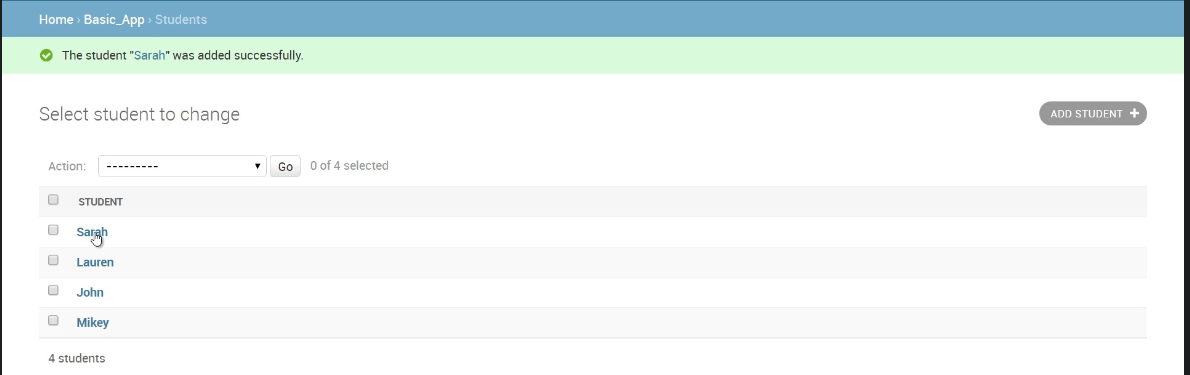 Home › Basic_App › Students
The student "Sarah" was added successfully.
Select student to change
ADD STUDENT +
Action: --------- Go 0 of 4 selected
STUDENT
Sarah
Lauren
John
Mikey
4 students